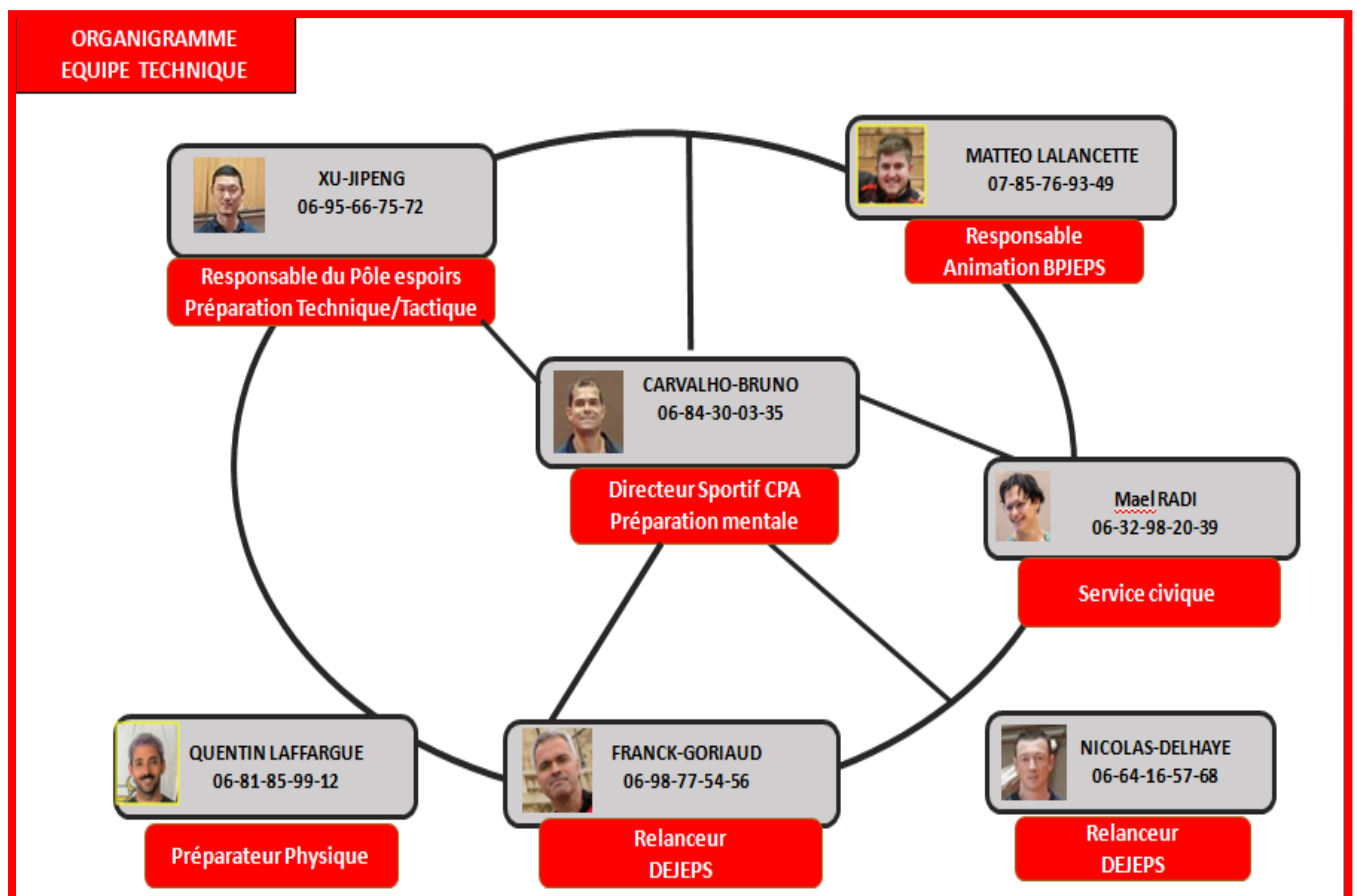 ORGANIGRAMME
EQUIPE TECHNIQUE
XU-JIPENG
06-95-66-75-72
Responsable du Pôle espoirs
Préparation Technique/Tactique
MATTEO LALANCETTE
07-85-76-93-49
Responsable
Animation BPJEPS
CARVALHO-BRUNO
06-84-30-03-35
Directeur Sportif CPA
Préparation mentale
Mael RADI
06-32-98-20-39
Service civique
QUENTIN LAFFARGUE
06-81-85-99-12
Préparateur Physique
FRANCK-GORIAUD
06-98-77-54-56
Relanceur
DEJEPS
NICOLAS-DELHAYE
06-64-16-57-68
Relanceur
DEJEPS